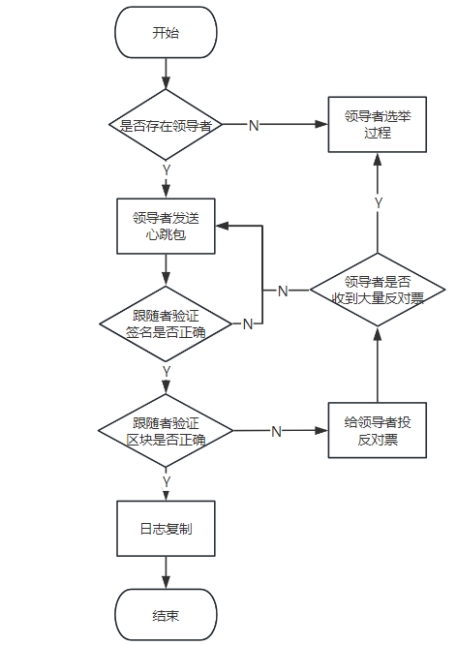 开始
是否存在领导者
N
领导者选举
过程
Y
领导者发送
心跳包
Y
领导者是否
收到大量反对票
N
跟随者验证
签名是否正确
N
Y
跟随者验证
区块是否正确
N
给领导者投
反对票
Y
日志复制
结束